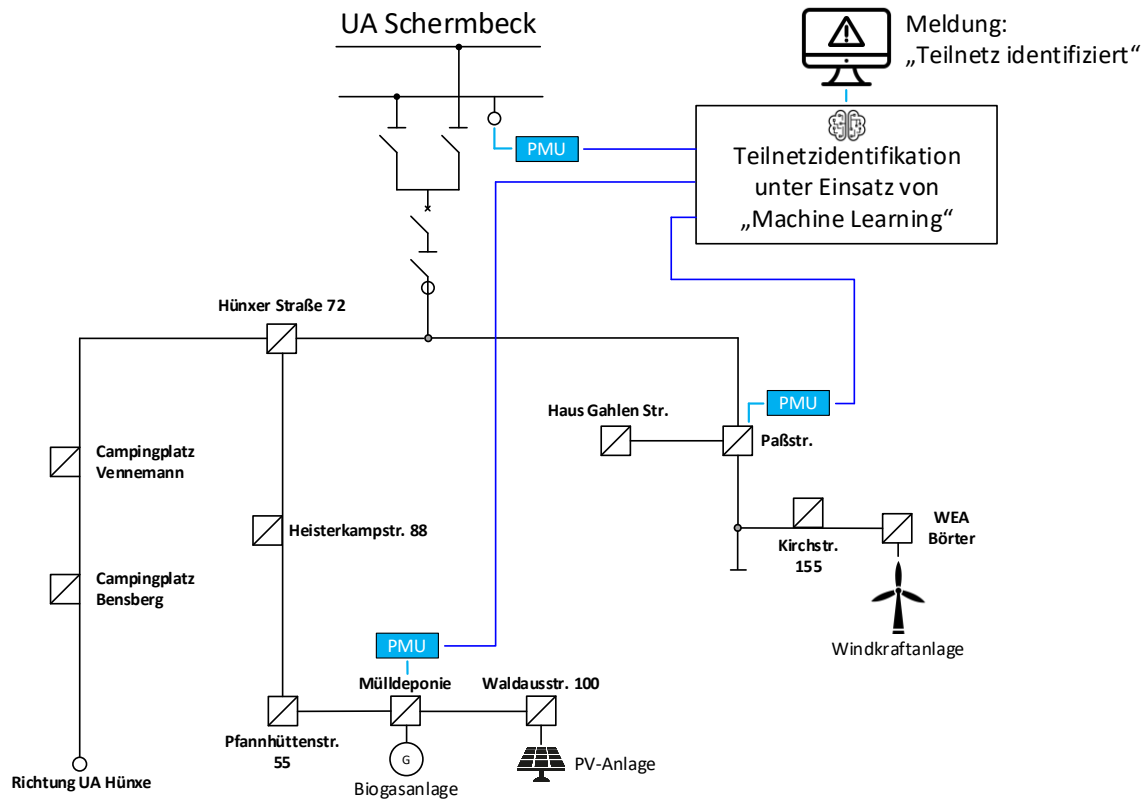 UA Schermbeck
Meldung:
„Teilnetz identifiziert“
PMU
Teilnetzidentifikation
unter Einsatz von
„Machine Learning“
Hünxer Straße 72
PMU
Haus Gahlen Str.
Paßstr.
Campingplatz
Vennemann
Heisterkampstr. 88
WEA
Börter
Kirchstr.
155
Campingplatz
Bensberg
Windkraftanlage
PMU
Mülldeponie
Waldausstr. 100
Pfannhüttenstr.
55
G
PV-Anlage
Richtung UA Hünxe
Biogasanlage